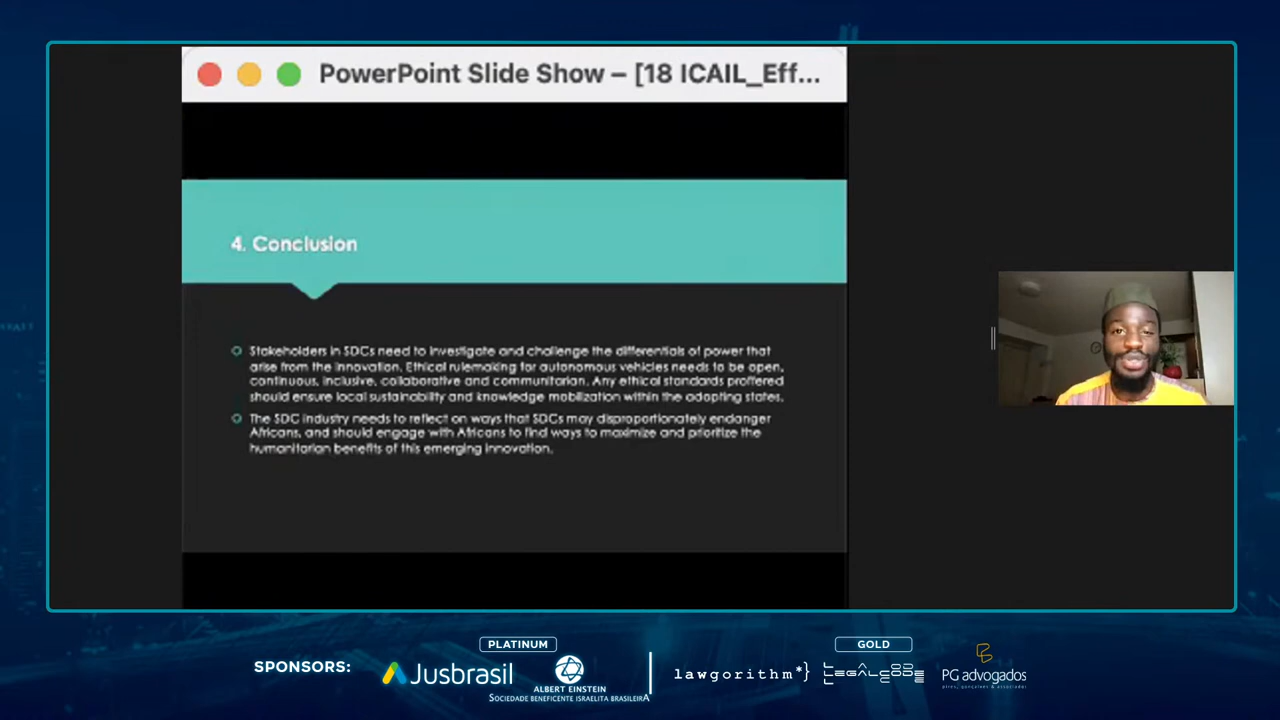 PowerPoint Slide Show – [18 ICAIL_Eff...
4. Conclusion
Stakeholders in SDCs need to investigate and challenge the differentials of power that
arise from the innovation. Ethical rulemaking for autonomous vehicles needs to be open,
continuous, inclusive, collaborative and communitarian. Any ethical standards proffered
should ensure local sustainability and knowledge mobilization within the adopting states.
The SDC industry needs to reflect on ways that SDCs may disproportionately endanger
Africans, and should engage with Africans to find ways to maximize and prioritize the
humanitarian benefits of this emerging innovation.
SPONSORS:
PLATINUM
Jusbrasil
ALBERT EINSTEIN
SOCIEDADE BENEFICENTE ISRAELITA BRASILEIRA
GOLD
lawgorithm*}
LEGALCODE
PG advogados